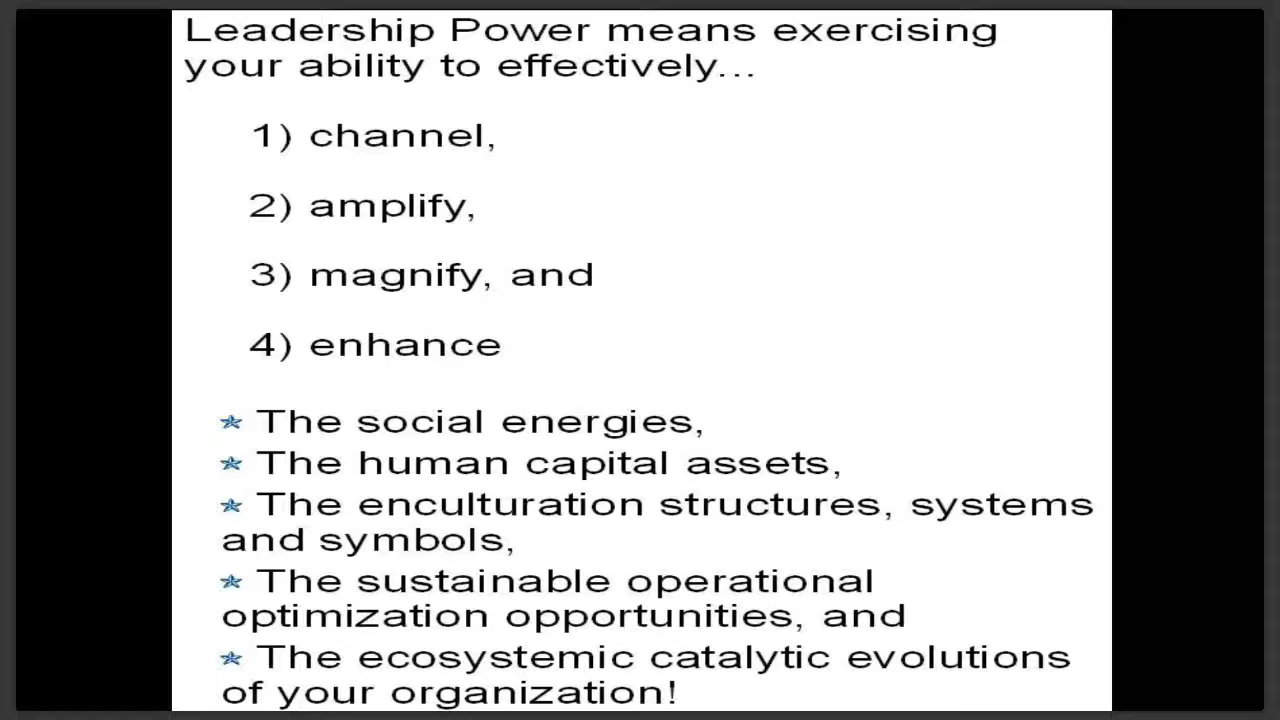 Leadership Power means exercising
your ability to effectively...
1) channel,
2) amplify,
3) magnify, and
4) enhance
* The social energies,
* The human capital assets,
* The enculturation structures, systems
and symbols,
* The sustainable operational
optimization opportunities, and
* The ecosystemic catalytic evolutions
of your organization!